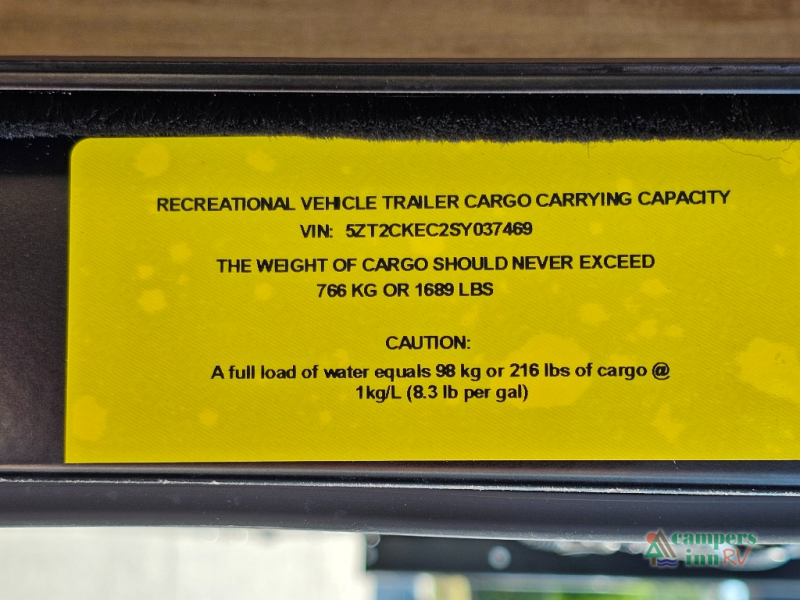 RECREATIONAL VEHICLE TRAILER CARGO CARRYING CAPACITY
VIN: 5ZT2CKEC2SY037469
THE WEIGHT OF CARGO SHOULD NEVER EXCEED
766 KG OR 1689 LBS
CAUTION:
A full load of water equals 98 kg or 216 lbs of cargo @
1kg/L (8.3 lb per gal)
campers
inn RV